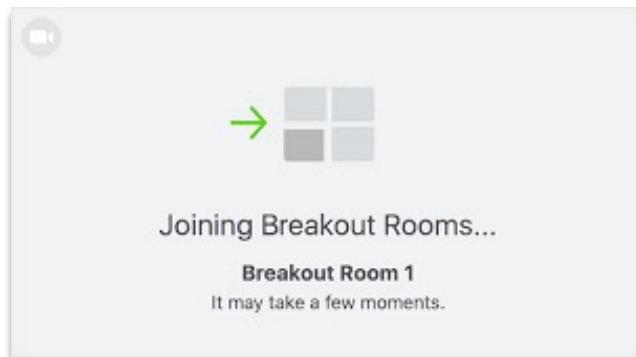 Joining Breakout Rooms...
Breakout Room 1
It may take a few moments.